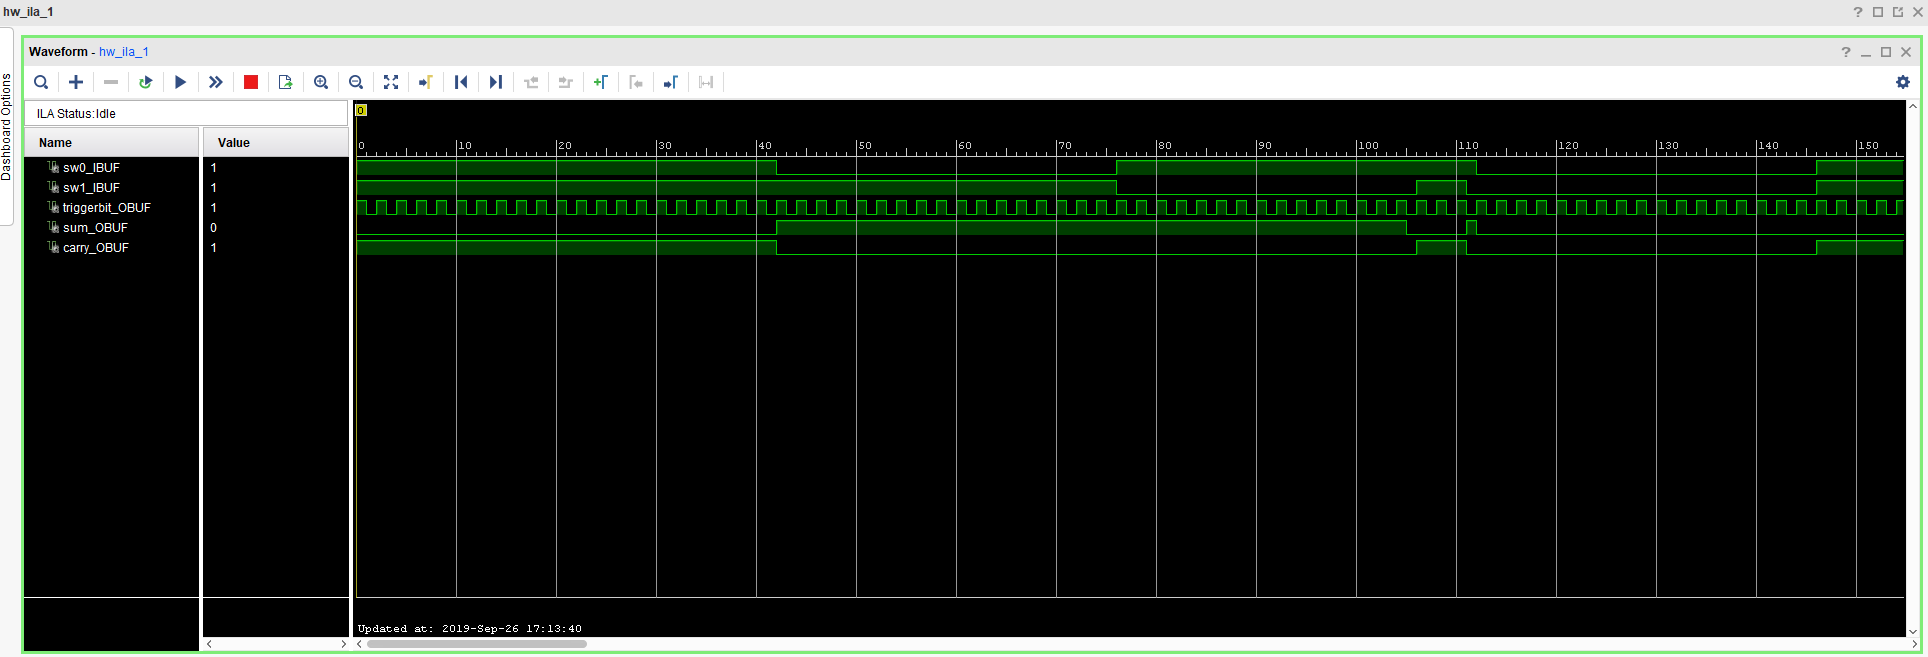 hw_ila_1
Dashboard Options
Waveform - hw_ila_1
ILA Status:Idle
Name Value
0
0 10 20 30 40 50 60 70 80 90 100 110 120 130 140 150
sw0_IBUF 1
sw1_IBUF 1
triggerbit_OBUF 1
sum_OBUF 0
carry_OBUF 1
Updated at: 2019-Sep-26 17:13:40